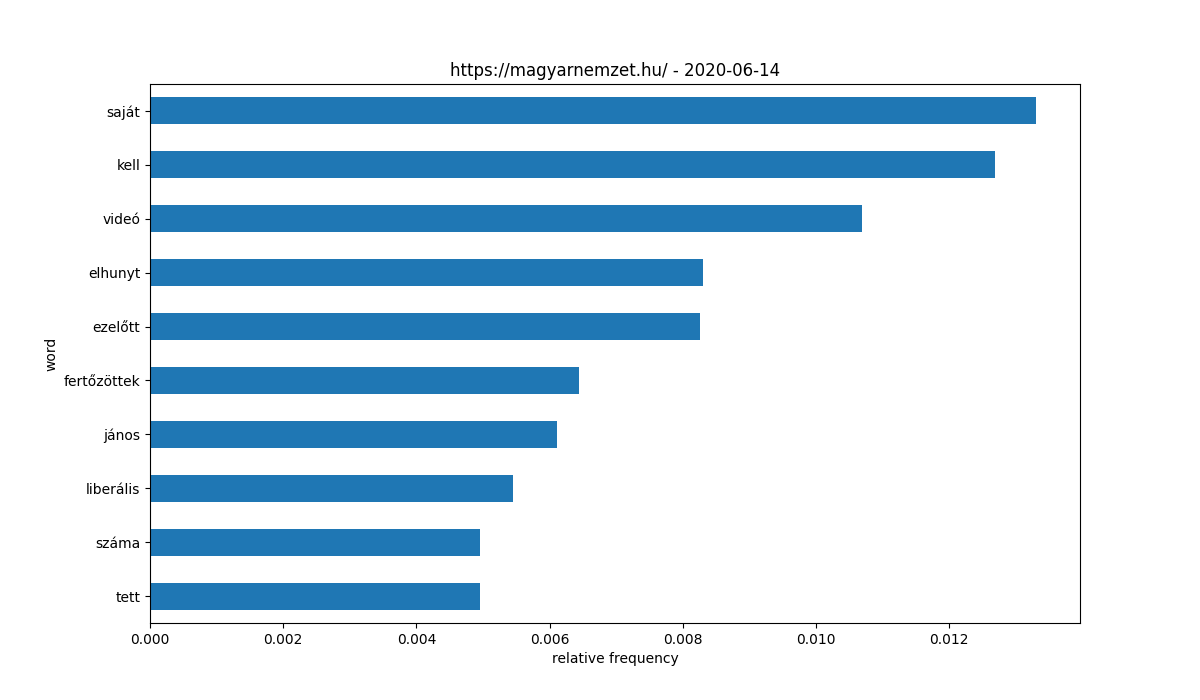 https://magyarnemzet.hu/ - 2020-06-14
saját
kell
videó
elhunyt
ezelőtt
word
fertőzöttek
jános
liberális
száma
tett
0.000 0.002 0.004 0.006 0.008 0.010 0.012
relative frequency